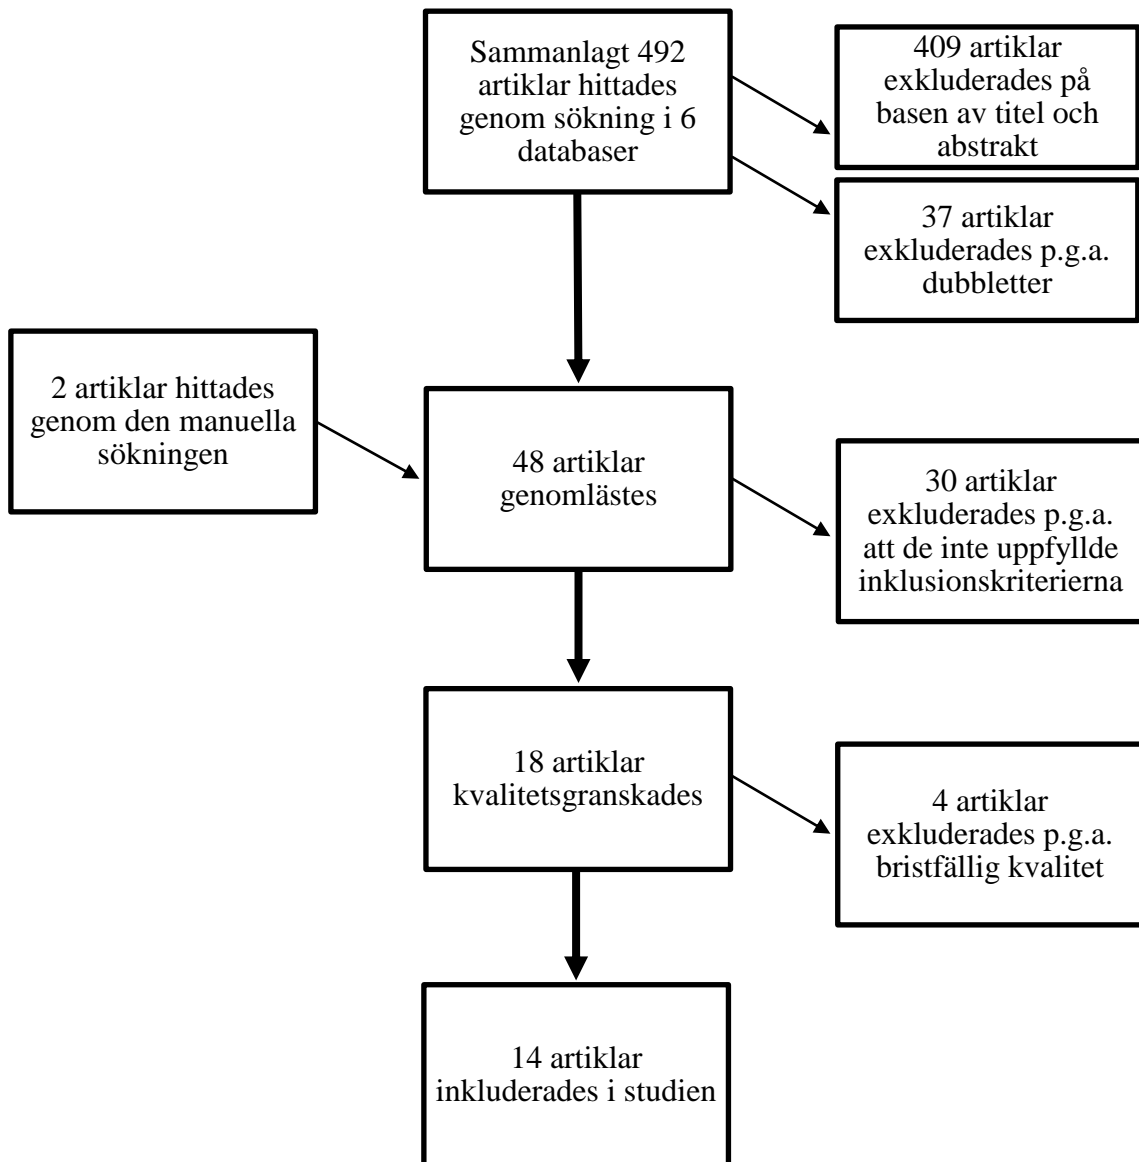 Sammanlagt 492
artiklar hittades
genom sökning i 6
databaser
409 artiklar
exkluderades på
basen av titel och
abstrakt
37 artiklar
exkluderades p.g.a.
dubbletter
2 artiklar hittades
genom den manuella
sökningen
48 artiklar
genomlästes
30 artiklar
exkluderades p.g.a.
att de inte uppfyllde
inklusionskriterierna
18 artiklar
kvalitetsgranskades
4 artiklar
exkluderades p.g.a.
bristfällig kvalitet
14 artiklar
inkluderades i studien